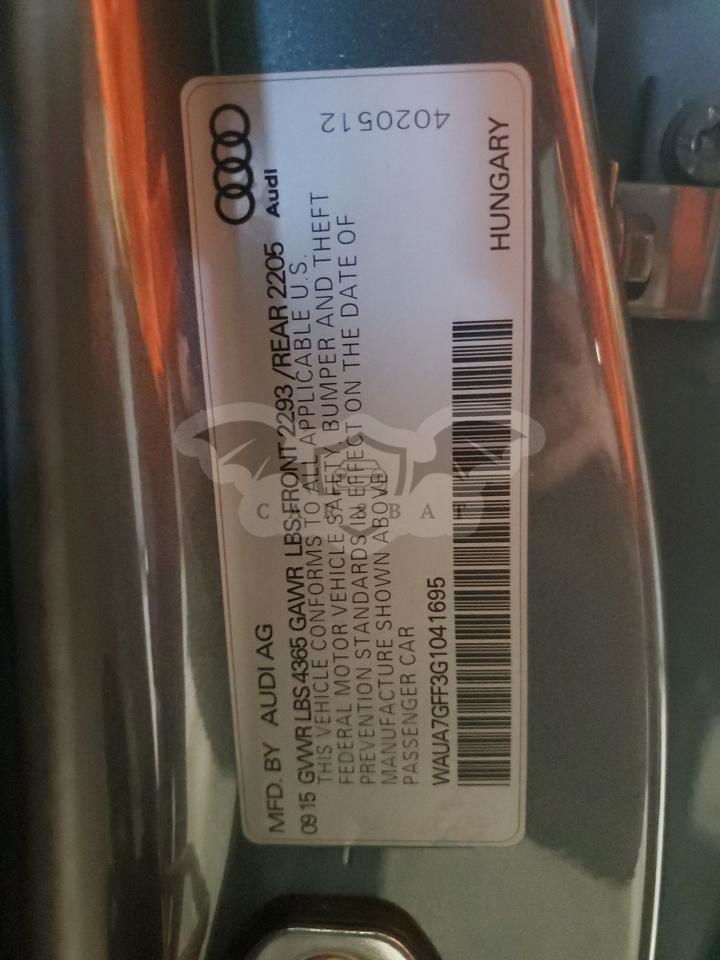 MFD. BY AUDI AG
Audi
09 15 GVWR LBS 4365 GAWR LBS FRONT 2293 /REAR 2205
THIS VEHICLE CONFORMS TO ALL APPLICABLE U.S.
FEDERAL MOTOR VEHICLE SAFETY, BUMPER AND THEFT
PREVENTION STANDARDS IN EFFECT ON THE DATE OF
MANUFACTURE SHOWN ABOVE
PASSENGER CAR
4020512
WAUA7GFF3G1041695
HUNGARY